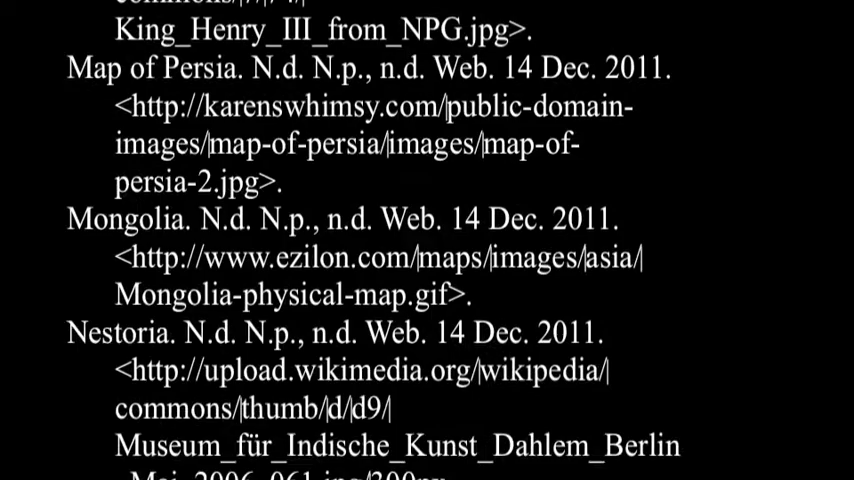 King_Henry_III_from_NPG.jpg>.
Map of Persia. N.d. N.p., n.d. Web. 14 Dec. 2011.
<http://karenswhimsy.com/|public-domain-
images/|map-of-persia/|images/|map-of-
persia-2.jpg>.
Mongolia. N.d. N.p., n.d. Web. 14 Dec. 2011.
<http://www.ezilon.com/|maps/|images/|asia/|
Mongolia-physical-map.gif>.
Nestoria. N.d. N.p., n.d. Web. 14 Dec. 2011.
<http://upload.wikimedia.org/|wikipedia/|
commons/|thumb/|d/|d9/|
Museum_für_Indische_Kunst_Dahlem_Berlin